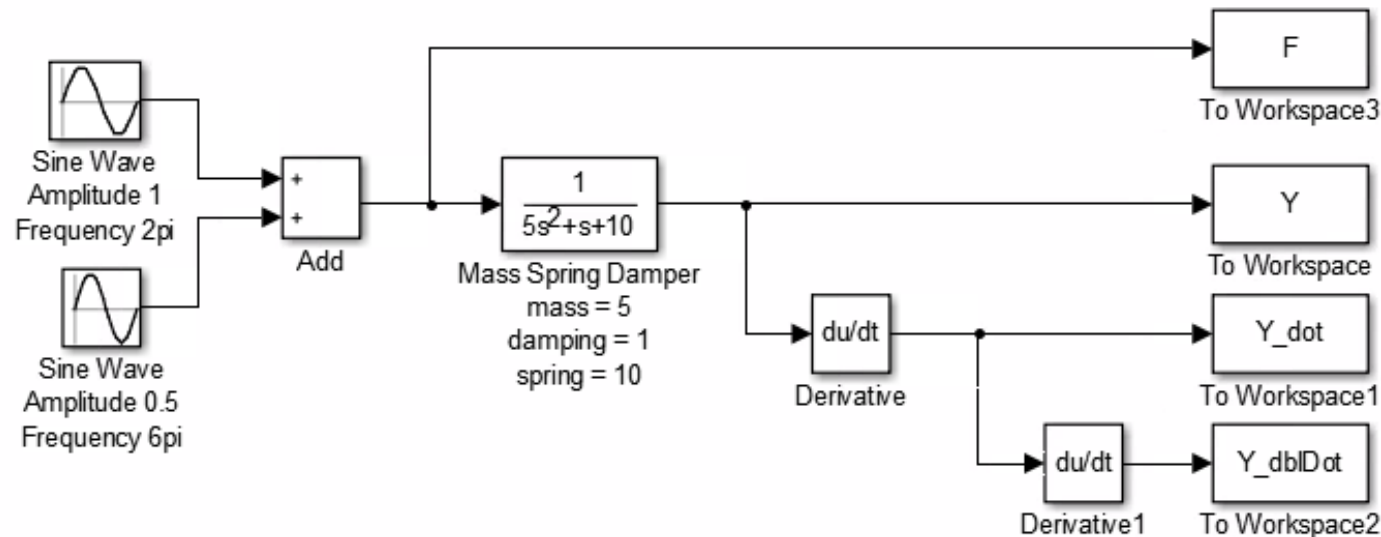 F
To Workspace3
Sine Wave
Amplitude 1
Frequency 2pi
+
+
Add
1
5s2+s+10
Mass Spring Damper
mass = 5
damping = 1
spring = 10
Y
To Workspace
Sine Wave
Amplitude 0.5
Frequency 6pi
du/dt
Derivative
Y_dot
To Workspace1
du/dt
Derivative1
Y_dblDot
To Workspace2